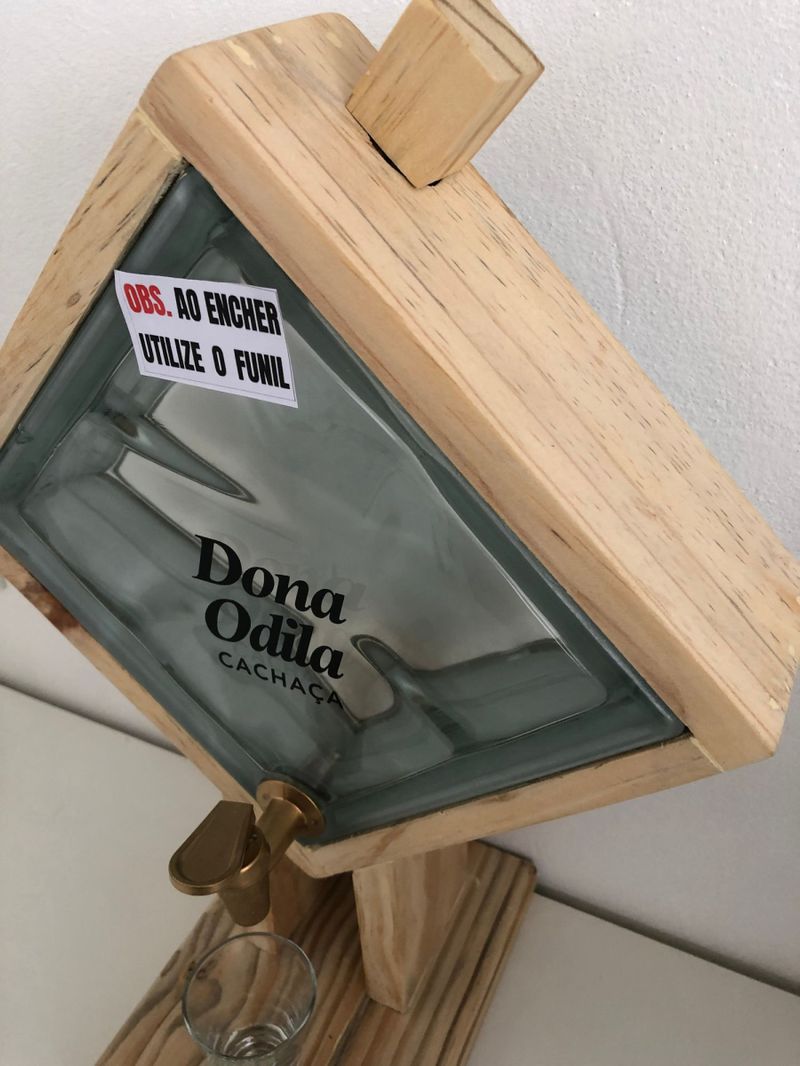 OBS. AO ENCHER
UTILIZE O FUNIL
Dona
Odila
CACHAÇA